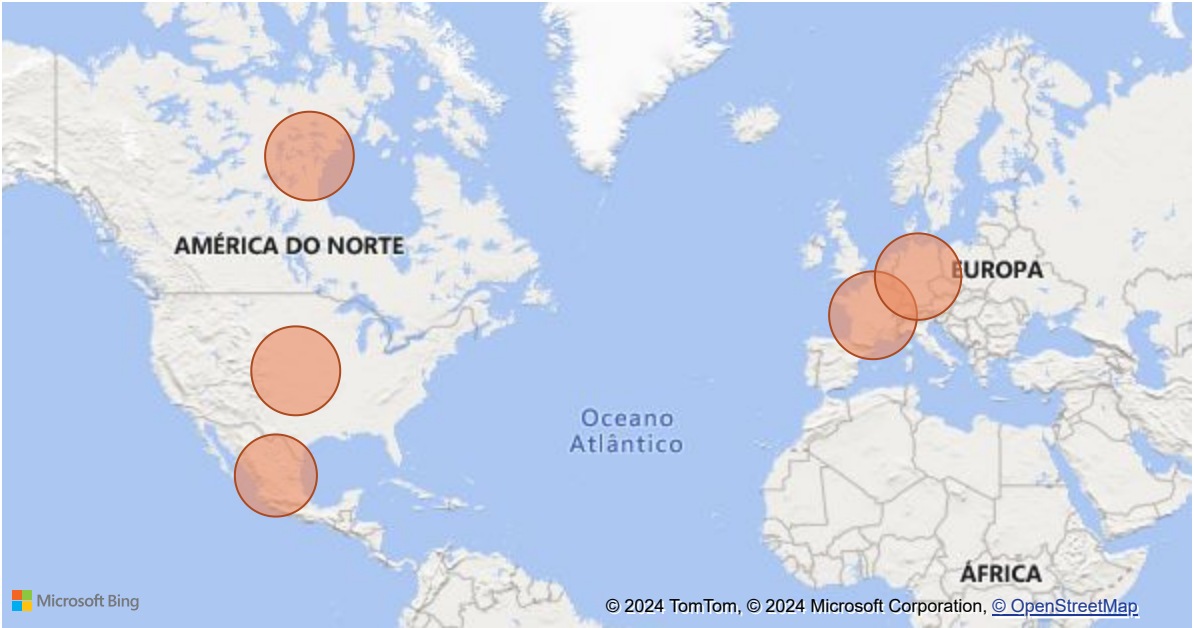 AMÉRICA DO NORTE
EUROPA
Oceano
Atlântico
ÁFRICA
Microsoft Bing
© 2024 TomTom, © 2024 Microsoft Corporation, © OpenStreetMap